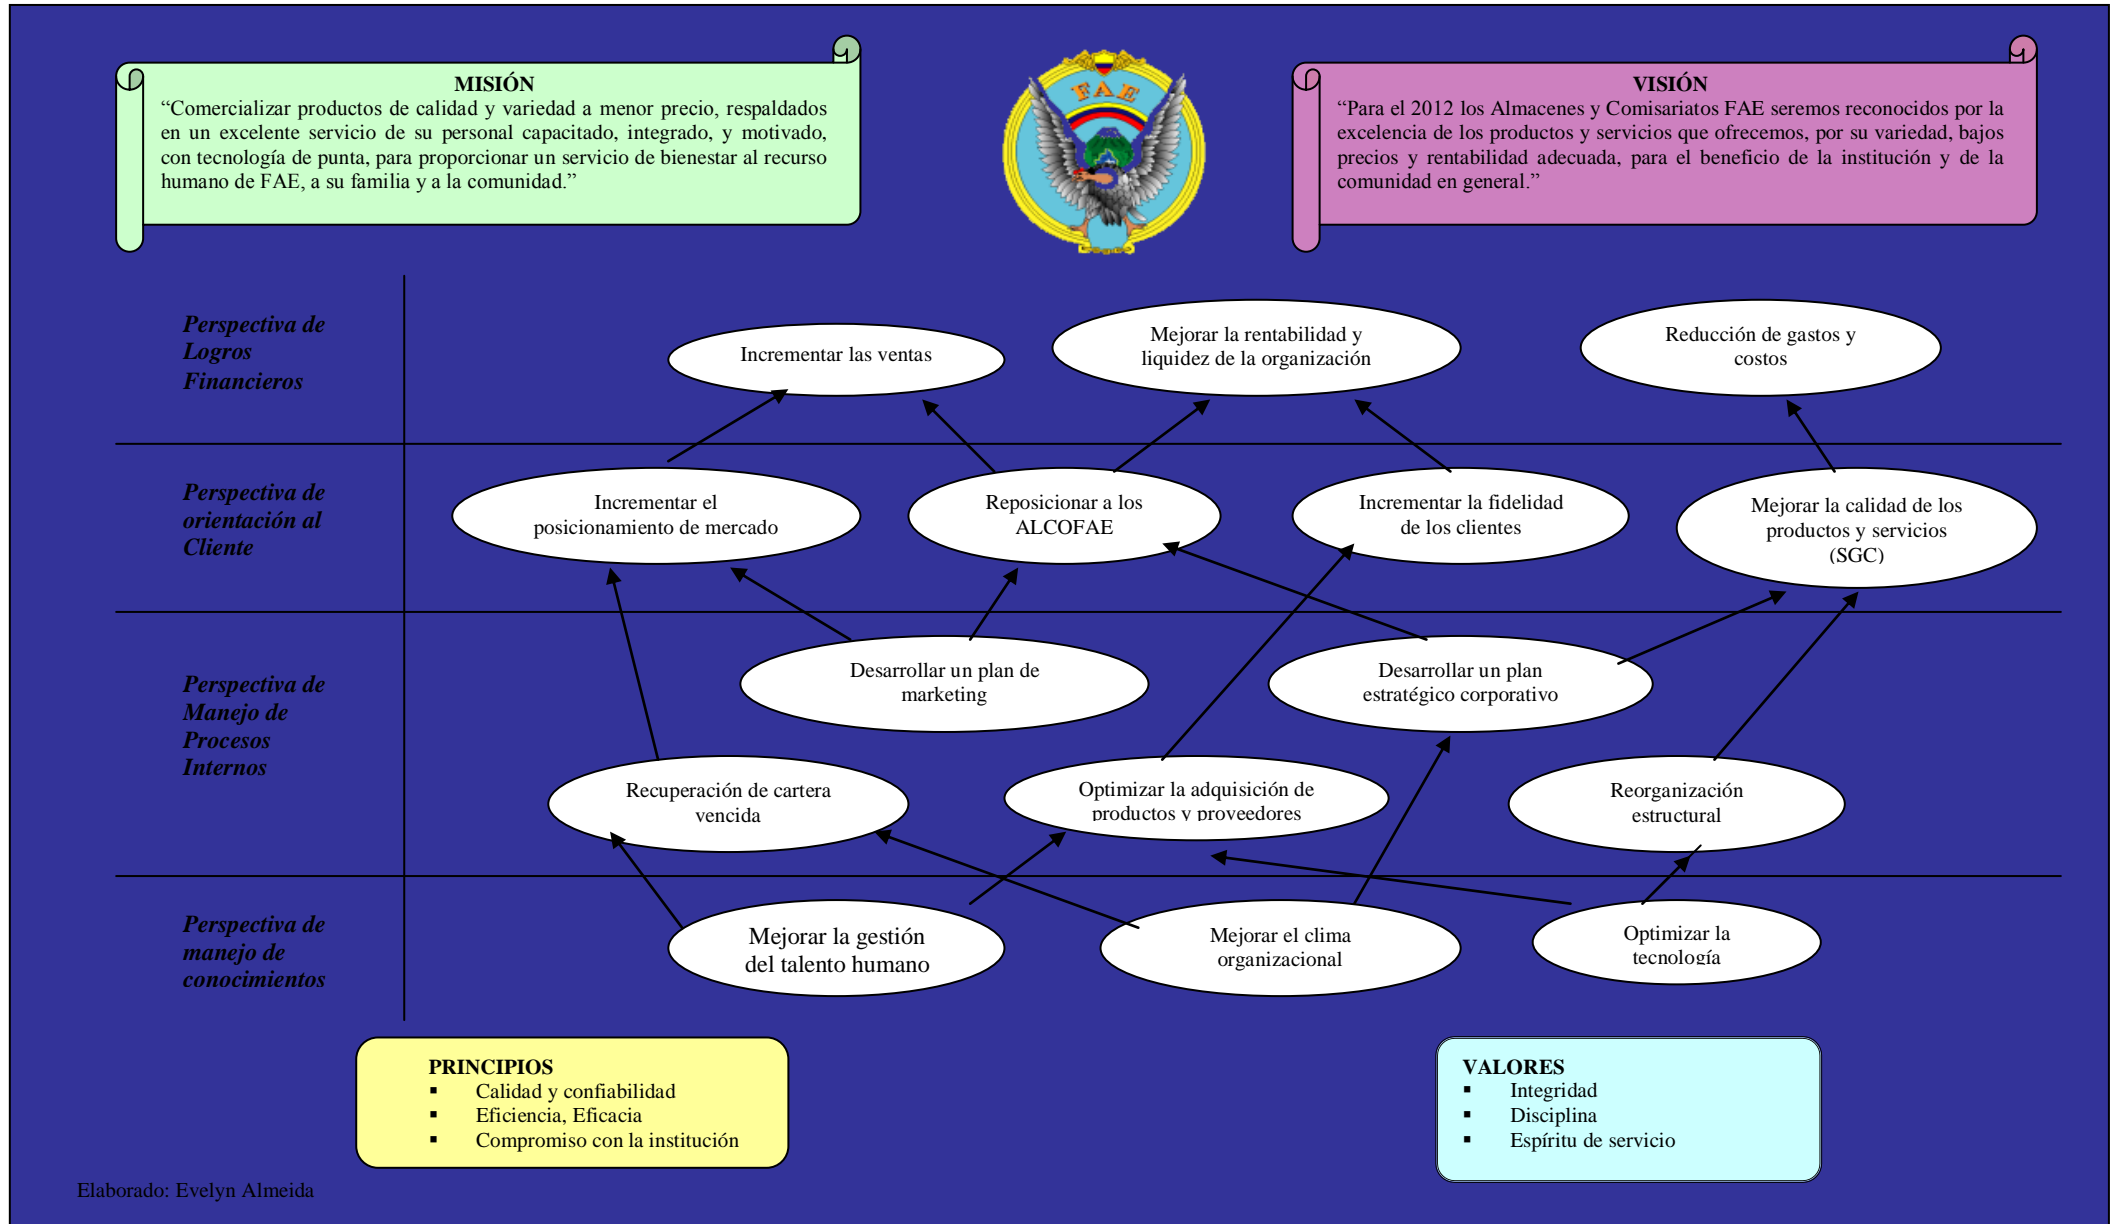 MISIÓN
“Comercializar productos de calidad y variedad a menor precio, respaldados
en un excelente servicio de su personal capacitado, integrado, y motivado,
con tecnología de punta, para proporcionar un servicio de bienestar al recurso
humano de FAE, a su familia y a la comunidad.”
FAE
VISIÓN
“Para el 2012 los Almacenes y Comisariatos FAE seremos reconocidos por la
excelencia de los productos y servicios que ofrecemos, por su variedad, bajos
precios y rentabilidad adecuada, para el beneficio de la institución y de la
comunidad en general.”
Perspectiva de
Logros
Financieros
Incrementar las ventas
Mejorar la rentabilidad y
liquidez de la organización
Reducción de gastos y
costos
Perspectiva de
orientación al
Cliente
Incrementar el
posicionamiento de mercado
Reposicionar a los
ALCOFAE
Incrementar la fidelidad
de los clientes
Mejorar la calidad de los
productos y servicios
(SGC)
Perspectiva de
Manejo de
Procesos
Internos
Desarrollar un plan de
marketing
Desarrollar un plan
estratégico corporativo
Recuperación de cartera
vencida
Optimizar la adquisición de
productos y proveedores
Reorganización
estructural
Perspectiva de
manejo de
conocimientos
Mejorar la gestión
del talento humano
Mejorar el clima
organizacional
Optimizar la
tecnología
PRINCIPIOS
▪ Calidad y confiabilidad
▪ Eficiencia, Eficacia
▪ Compromiso con la institución
VALORES
▪ Integridad
▪ Disciplina
▪ Espíritu de servicio
Elaborado: Evelyn Almeida